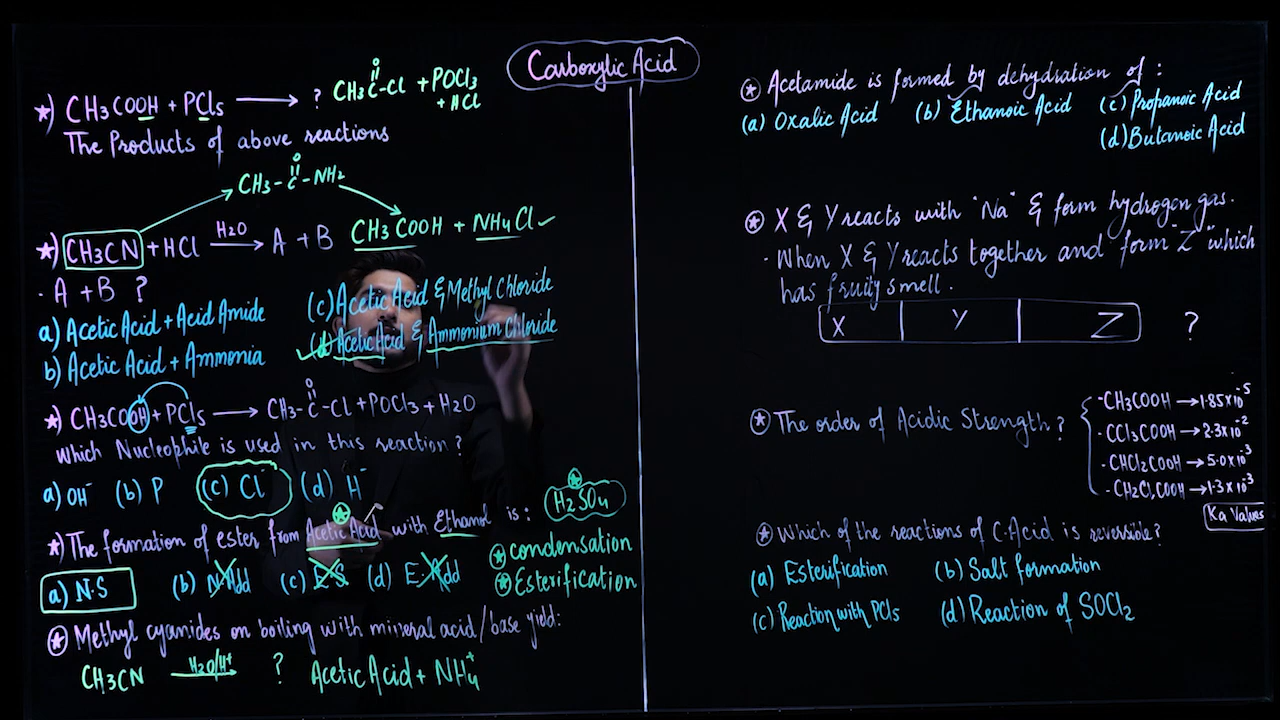 Carboxylic Acid
*) CH3COOH + PCl5 ⟶ ? CH3-C(=O)-Cl + POCl3 + HCl
The Products of above reactions
CH3-C(=O)-NH2
*) CH3CN + HCl H2O⟶ A + B CH3COOH + NH4Cl ✓
· A + B ?
a) Acetic Acid + Acid Amide
(c) Acetic Acid & Methyl Chloride
b) Acetic Acid + Ammonia
✓(d) Acetic Acid & Ammonium Chloride
*) CH3COOH + PCl5 ⟶ CH3-C(=O)-Cl + POCl3 + H2O
Which Nucleophile is used in this reaction?
a) OH⁻ (b) P (c) Cl⁻ (d) H⁻
*) The formation of ester from Acetic Acid with Ethanol is : H2SO4
a) N.S (b) N.Add (c) E.S (d) E.Add
* condensation
* Esterification
* Methyl cyanides on boiling with mineral acid/base yield:
CH3CN H2O/H⁺⟶ ? Acetic Acid + NH4⁺
* Acetamide is formed by dehydration of :
(a) Oxalic Acid (b) Ethanoic Acid (c) Propanoic Acid
(d) Butanoic Acid
* X & Y reacts with "Na" & form hydrogen gas.
· When X & Y reacts together and form "Z" which
has fruity smell.
X Y Z ?
* The order of Acidic Strength?
- CH3COOH → 1.85×10⁻⁵
- CCl3COOH → 2.3×10⁻²
- CHCl2COOH → 5.0×10⁻³
- CH2Cl,COOH → 1.3×10⁻³
Ka Values
* Which of the reactions of C.Acid is reversible?
(a) Esterification (b) Salt formation
(c) Reaction with PCl5 (d) Reaction of SOCl2